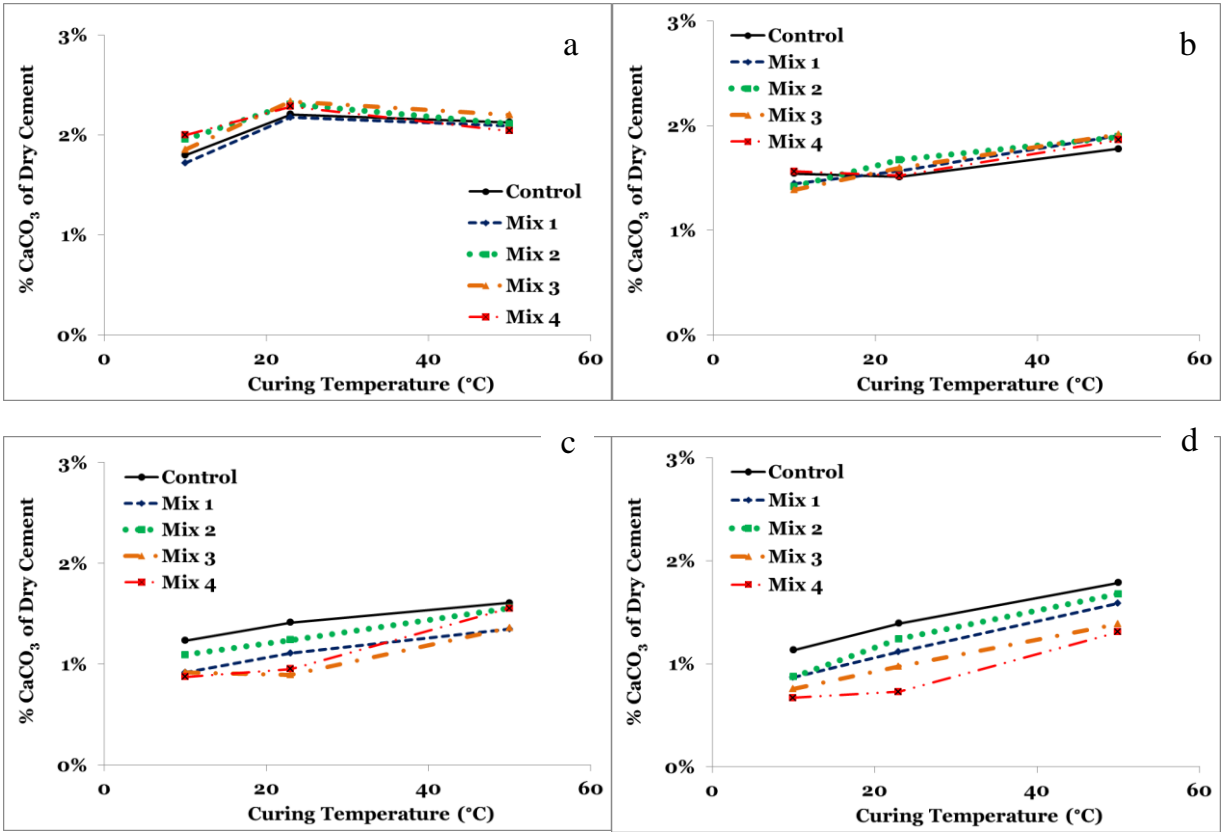 a
3%
2%
1%
0%
% CaCO3 of Dry Cement
Control
Mix 1
Mix 2
Mix 3
Mix 4
0 20 40 60
Curing Temperature (°C)
b
3%
2%
1%
0%
% CaCO3 of Dry Cement
Control
Mix 1
Mix 2
Mix 3
Mix 4
0 20 40 60
Curing Temperature (°C)
c
3%
2%
1%
0%
% CaCO3 of Dry Cement
Control
Mix 1
Mix 2
Mix 3
Mix 4
0 20 40 60
Curing Temperature (°C)
d
3%
2%
1%
0%
% CaCO3 of Dry Cement
Control
Mix 1
Mix 2
Mix 3
Mix 4
0 20 40 60
Curing Temperature (°C)